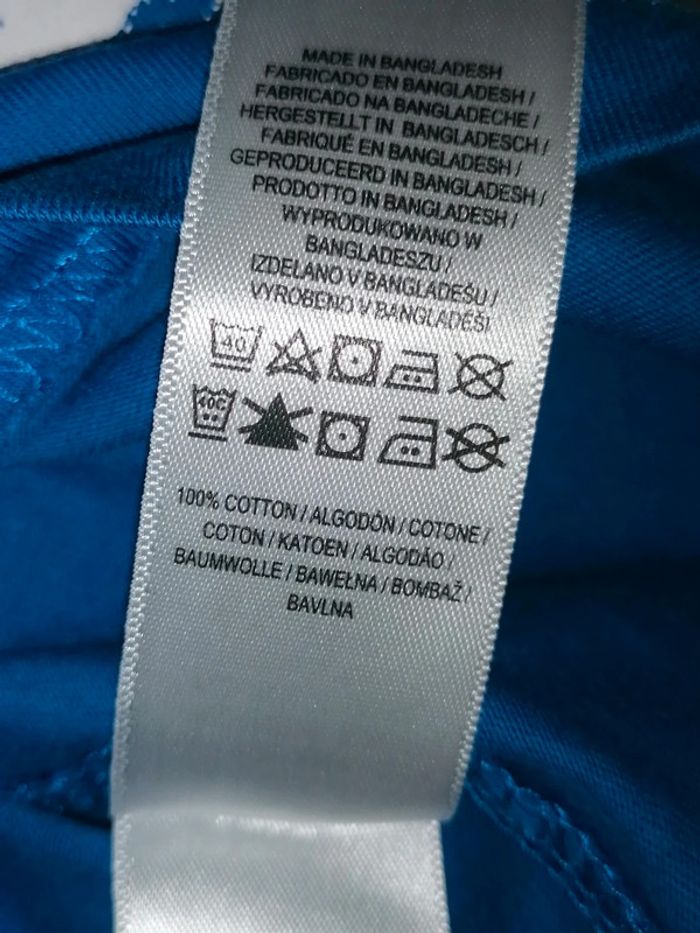 MADE IN BANGLADESH
FABRICADO EN BANGLADESH /
FABRICADO NA BANGLADECHE /
HERGESTELLT IN BANGLADESCH /
FABRIQUÉ EN BANGLADESH /
GEPRODUCEERD IN BANGLADESH /
PRODOTTO IN BANGLADESH /
WYPRODUKOWANO W
BANGLADESZU /
IZDELANO V BANGLADEŠU /
VYROBENO V BANGLADÉŠI
40
40C
100% COTTON / ALGODÓN / COTONE /
COTON / KATOEN / ALGODÃO /
BAUMWOLLE / BAWEŁNA / BOMBAŽ /
BAVLNA